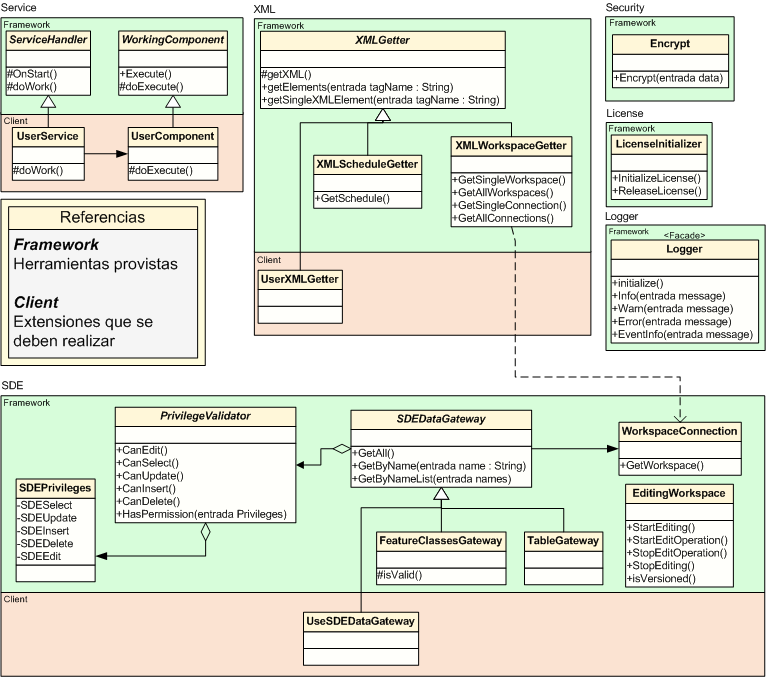 Service
Framework
ServiceHandler
#OnStart()
#doWork()
WorkingComponent
+Execute()
#doExecute()
Client
UserService
#doWork()
UserComponent
#doExecute()
Referencias
Framework
Herramientas provistas
Client
Extensiones que se
deben realizar
XML
Framework
XMLGetter
#getXML()
+getElements(entrada tagName : String)
+getSingleXMLElement(entrada tagName : String)
XMLScheduleGetter
+GetSchedule()
XMLWorkspaceGetter
+GetSingleWorkspace()
+GetAllWorkspaces()
+GetSingleConnection()
+GetAllConnections()
Client
UserXMLGetter
Security
Framework
Encrypt
+Encrypt(entrada data)
License
Framework
LicenseInitializer
+InitializeLicense()
+ReleaseLicense()
Logger
Framework
<Facade>
Logger
+initialize()
+Info(entrada message)
+Warn(entrada message)
+Error(entrada message)
+EventInfo(entrada message)
SDE
Framework
PrivilegeValidator
+CanEdit()
+CanSelect()
+CanUpdate()
+CanInsert()
+CanDelete()
+HasPermission(entrada Privileges)
SDEDataGateway
+GetAll()
+GetByName(entrada name : String)
+GetByNameList(entrada names)
WorkspaceConnection
+GetWorkspace()
SDEPrivileges
-SDESelect
-SDEUpdate
-SDEInsert
-SDEDelete
-SDEEdit
FeatureClassesGateway
#isValid()
TableGateway
EditingWorkspace
+StartEditing()
+StartEditOperation()
+StopEditOperation()
+StopEditing()
+isVersioned()
Client
UseSDEDataGateway